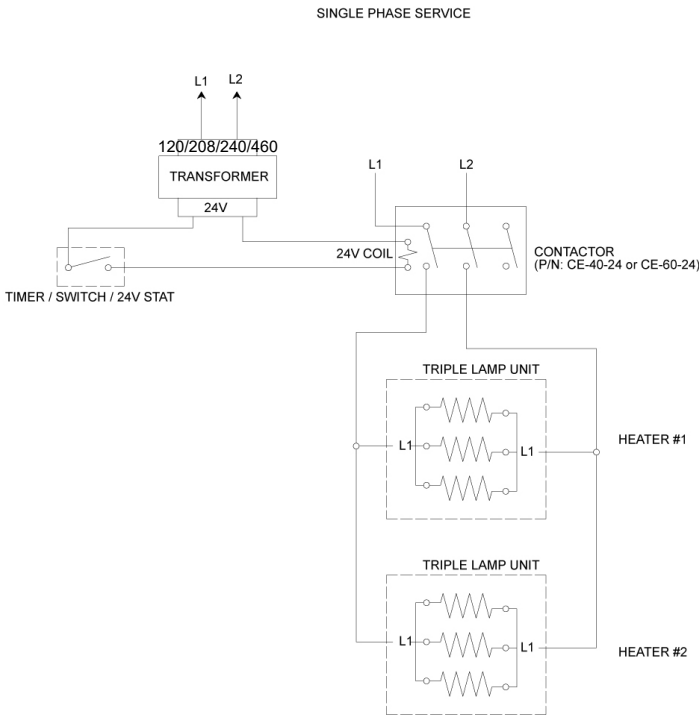 SINGLE PHASE SERVICE
L1 L2
120/208/240/460
TRANSFORMER
24V
L1 L2
24V COIL
CONTACTOR
(P/N: CE-40-24 or CE-60-24)
TIMER / SWITCH / 24V STAT
TRIPLE LAMP UNIT
L1 L1
HEATER #1
TRIPLE LAMP UNIT
L1 L1
HEATER #2